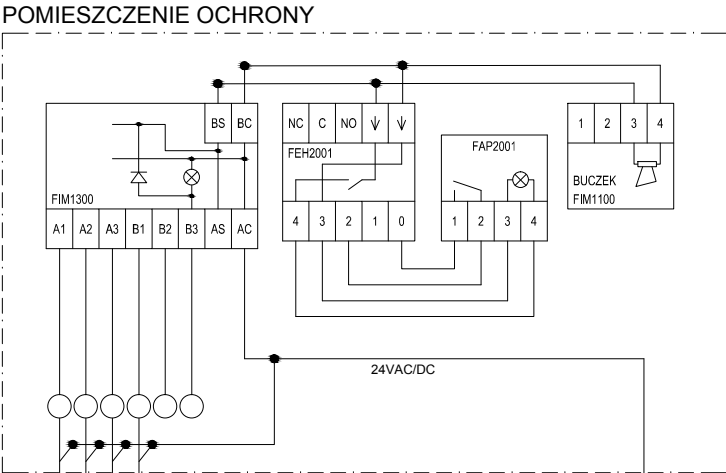 POMIESZCZENIE OCHRONY
BS BC
NC C NO
1 2 3 4
FEH2001
FAP2001
BUCZEK
FIM1100
FIM1300
A1 A2 A3 B1 B2 B3 AS AC
4 3 2 1 0
1 2 3 4
24VAC/DC